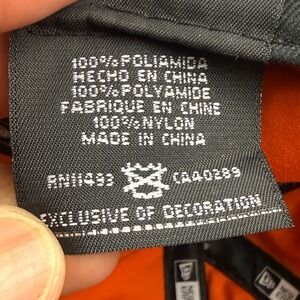 100% POLIAMIDA
HECHO EN CHINA
100% POLYAMIDE
FABRIQUE EN CHINE
100% NYLON
MADE IN CHINA
RN11493 CA40289
EXCLUSIVE OF DECORATION